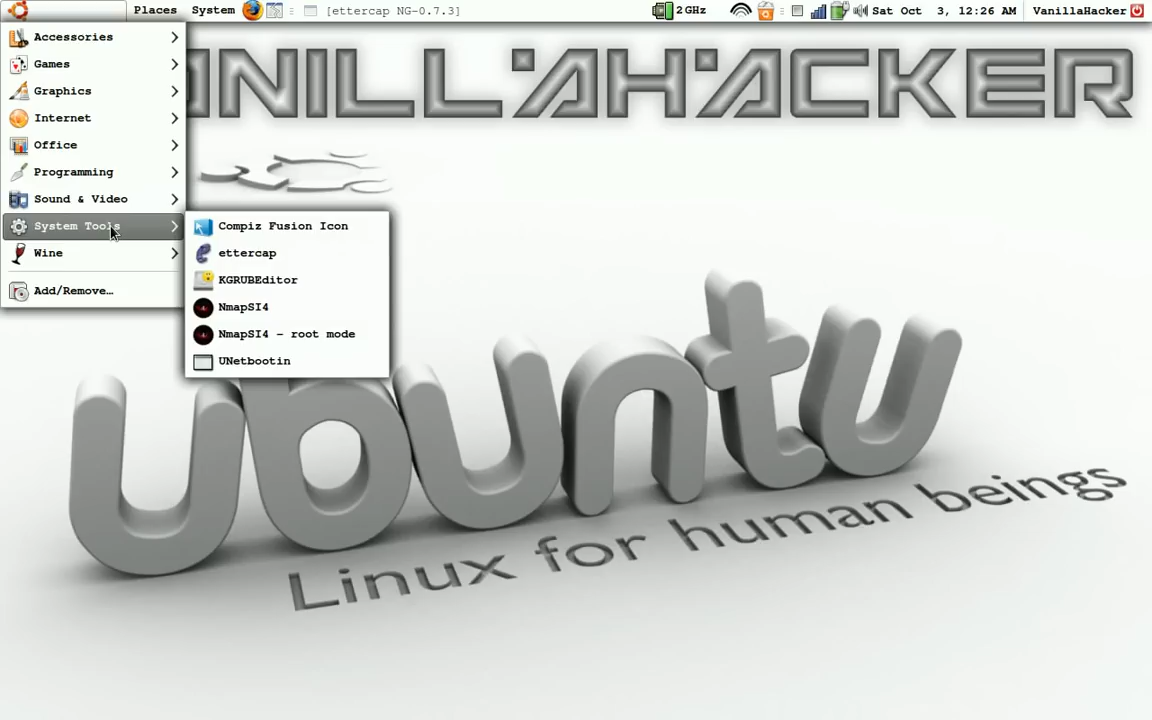 Places System [ettercap NG-0.7.3] 2 GHz Sat Oct 3, 12:26 AM VanillaHacker
ANILLAHACKER
Accessories
Games
Graphics
Internet
Office
Programming
Sound & Video
System Tools
Wine
Add/Remove...
Compiz Fusion Icon
ettercap
KGRUBEditor
NmapSI4
NmapSI4 - root mode
UNetbootin
ubuntu
Linux for human beings